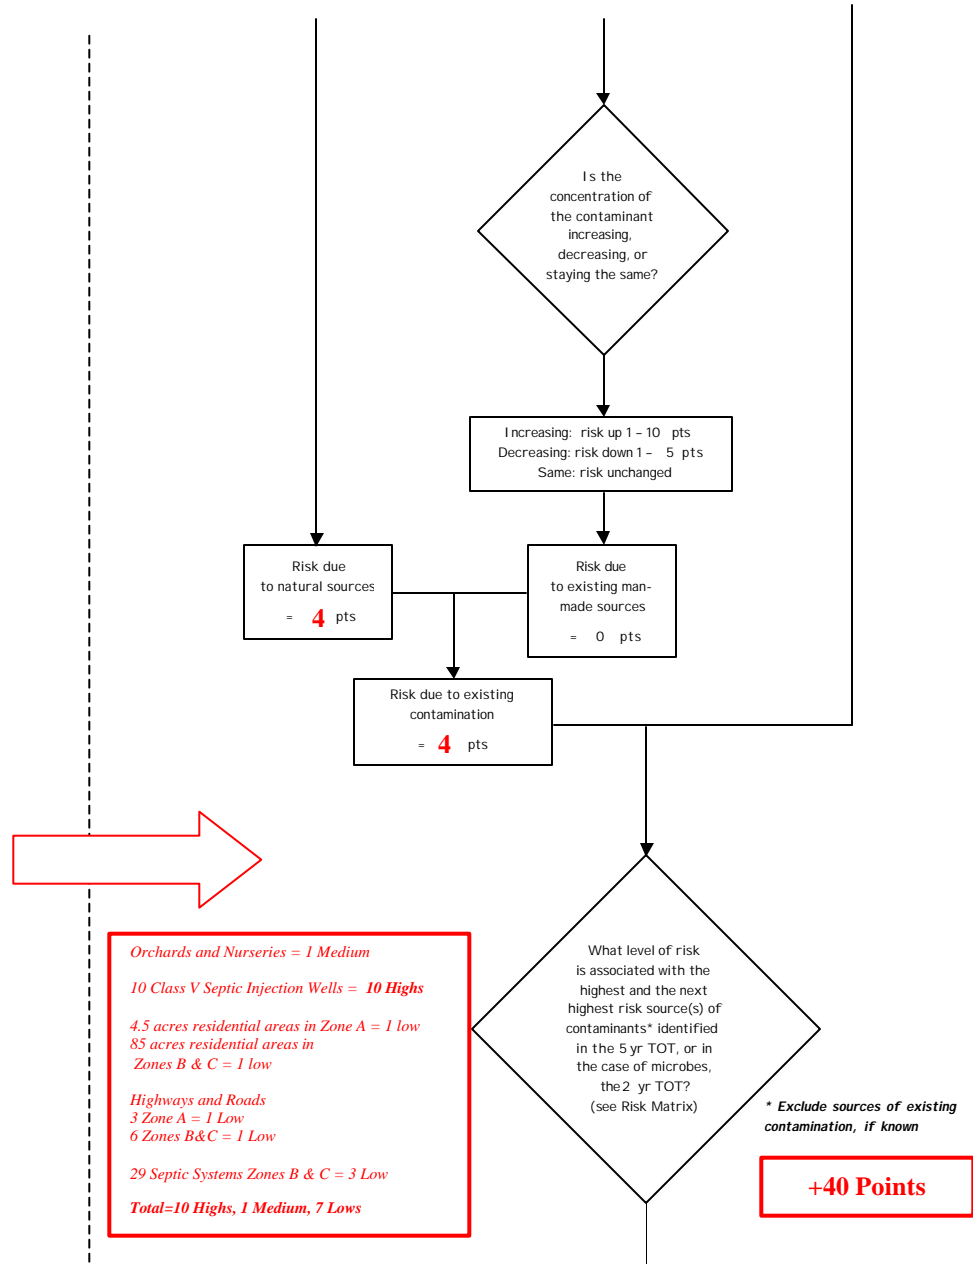 Is the
concentration of
the contaminant
increasing,
decreasing, or
staying the same?
Increasing: risk up 1 – 10 pts
Decreasing: risk down 1 – 5 pts
Same: risk unchanged
Risk due
to natural sources
= 4 pts
Risk due
to existing man-
made sources
= 0 pts
Risk due to existing
contamination
= 4 pts
Orchards and Nurseries = 1 Medium
10 Class V Septic Injection Wells = 10 Highs
4.5 acres residential areas in Zone A = 1 low
85 acres residential areas in
Zones B & C = 1 low
Highways and Roads
3 Zone A = 1 Low
6 Zones B&C = 1 Low
29 Septic Systems Zones B & C = 3 Low
Total=10 Highs, 1 Medium, 7 Lows
What level of risk
is associated with the
highest and the next
highest risk source(s) of
contaminants* identified
in the 5 yr TOT, or in
the case of microbes,
the 2 yr TOT?
(see Risk Matrix)
* Exclude sources of existing
contamination, if known
+40 Points